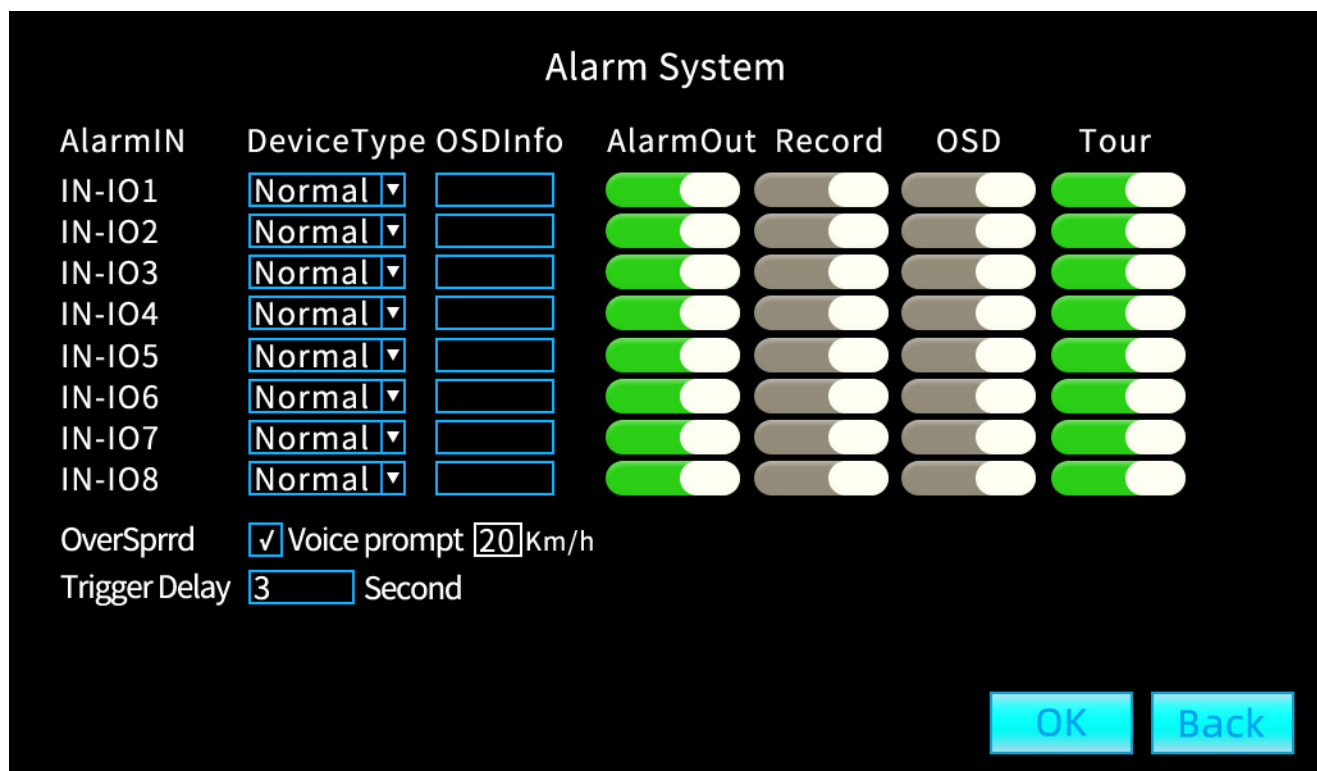 Alarm System
AlarmIN DeviceType OSDInfo AlarmOut Record OSD Tour
IN-IO1 Normal
IN-IO2 Normal
IN-IO3 Normal
IN-IO4 Normal
IN-IO5 Normal
IN-IO6 Normal
IN-IO7 Normal
IN-IO8 Normal
OverSprrd √ Voice prompt 20 Km/h
Trigger Delay 3 Second
OK Back